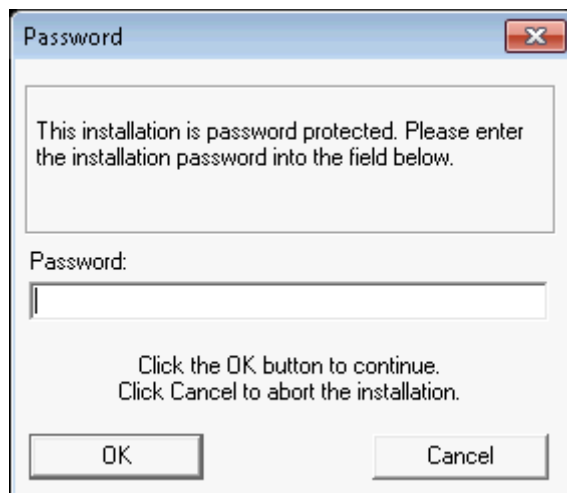 Password
This installation is password protected. Please enter
the installation password into the field below.
Password:
Click the OK button to continue.
Click Cancel to abort the installation.
OK
Cancel